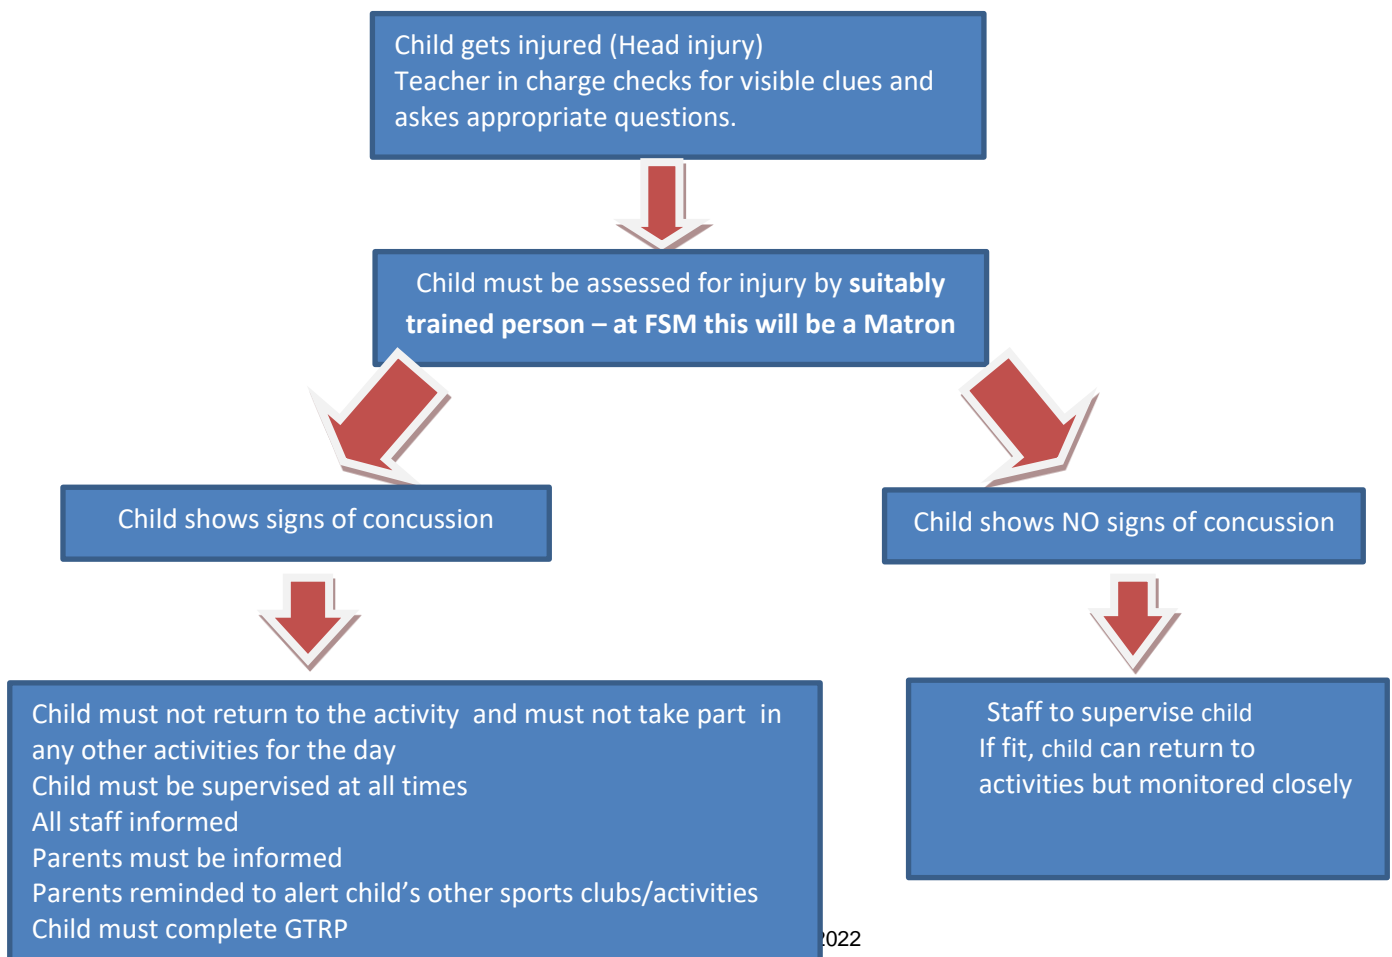 Child gets injured (Head injury)
Teacher in charge checks for visible clues and
askes appropriate questions.
Child must be assessed for injury by suitably
trained person – at FSM this will be a Matron
Child shows signs of concussion
Child shows NO signs of concussion
Child must not return to the activity and must not take part in
any other activities for the day
Child must be supervised at all times
All staff informed
Parents must be informed
Parents reminded to alert child’s other sports clubs/activities
Child must complete GTRP
Staff to supervise child
If fit, child can return to
activities but monitored closely
2022